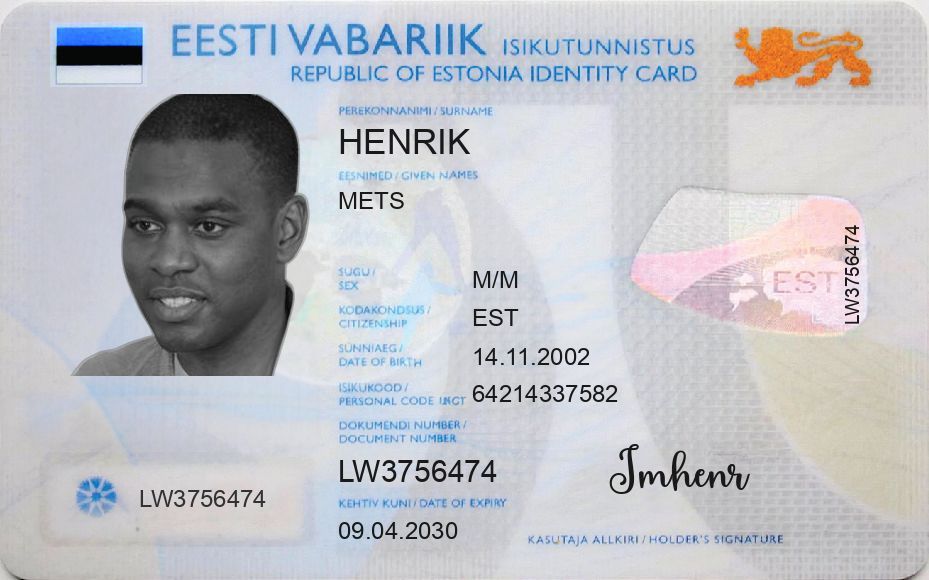 EESTI VABARIIK ISIKUTUNNISTUS
REPUBLIC OF ESTONIA IDENTITY CARD
PEREKONNANIMI / SURNAME
HENRIK
EESNIMED / GIVEN NAMES
METS
SUGU / SEX
M/M
KODAKONDSUS / CITIZENSHIP
EST
SÜNNIAEG / DATE OF BIRTH
14.11.2002
ISIKUKOOD / PERSONAL CODE
64214337582
DOKUMENDI NUMBER / DOCUMENT NUMBER
LW3756474
KEHTIV KUNI / DATE OF EXPIRY
09.04.2030
LW3756474
EST
LW3756474
Jmhenr
KASUTAJA ALLKIRI / HOLDER'S SIGNATURE